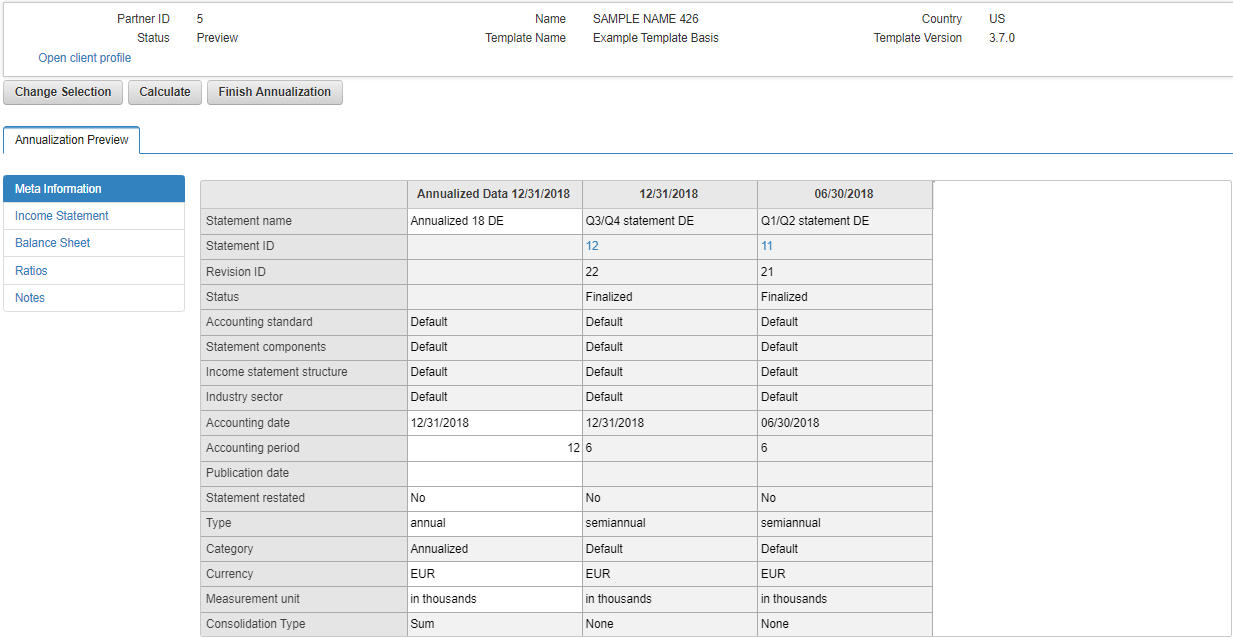 Partner ID 5 Name SAMPLE NAME 426 Country US
Status Preview Template Name Example Template Basis Template Version 3.7.0
Open client profile
Change Selection Calculate Finish Annualization
Annualization Preview
Meta Information
Income Statement
Balance Sheet
Ratios
Notes
Annualized Data 12/31/2018 12/31/2018 06/30/2018
Statement name Annualized 18 DE Q3/Q4 statement DE Q1/Q2 statement DE
Statement ID 12 11
Revision ID 22 21
Status Finalized Finalized
Accounting standard Default Default Default
Statement components Default Default Default
Income statement structure Default Default Default
Industry sector Default Default Default
Accounting date 12/31/2018 12/31/2018 06/30/2018
Accounting period 12 6 6
Publication date
Statement restated No No No
Type annual semiannual semiannual
Category Annualized Default Default
Currency EUR EUR EUR
Measurement unit in thousands in thousands in thousands
Consolidation Type Sum None None